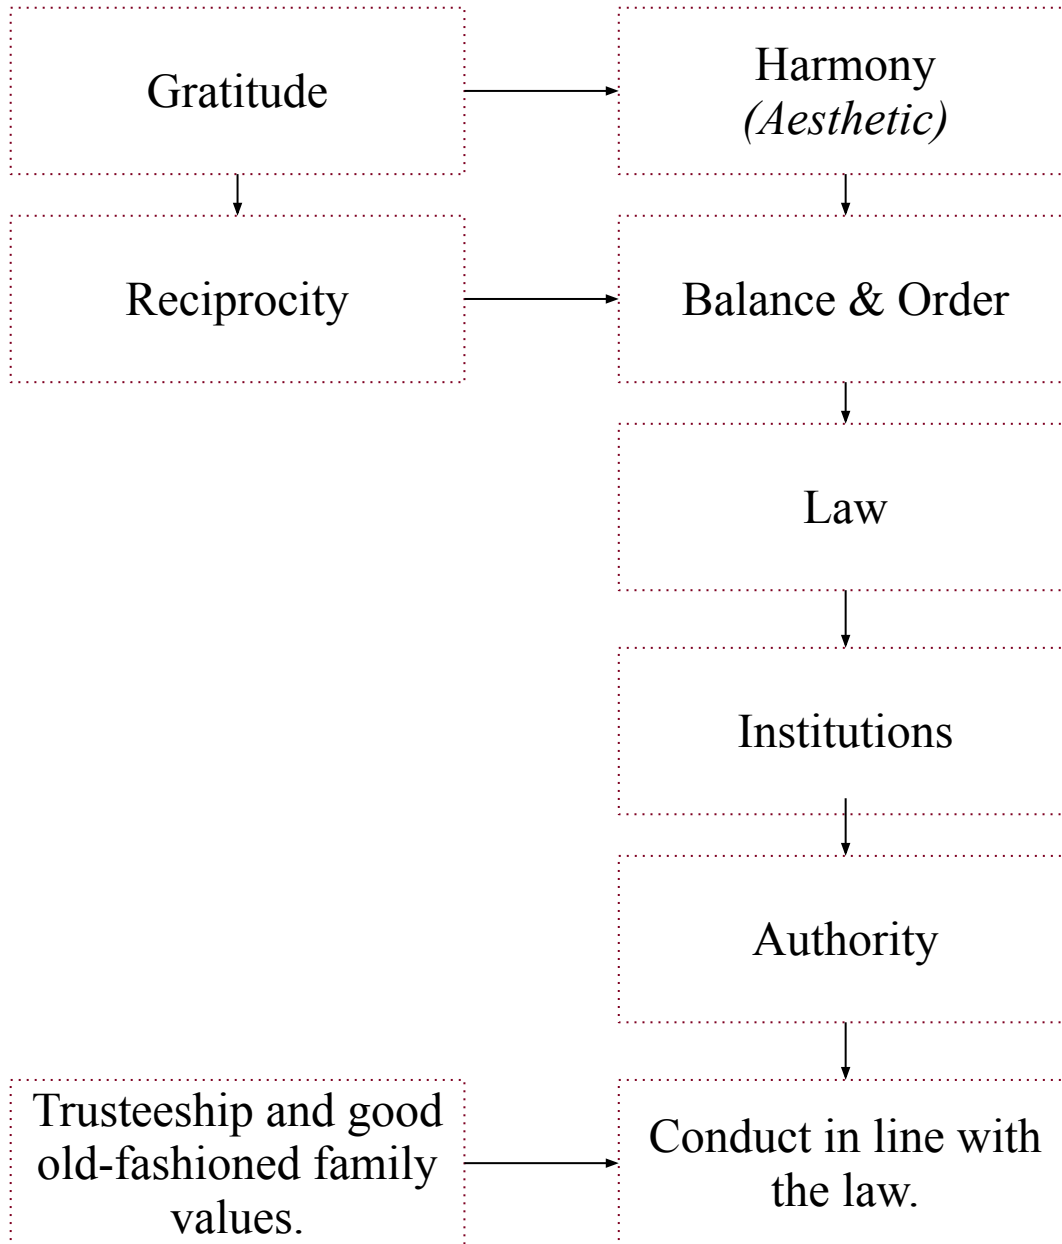 Gratitude
Harmony
(Aesthetic)
Reciprocity
Balance & Order
Law
Institutions
Authority
Trusteeship and good
old-fashioned family
values.
Conduct in line with
the law.